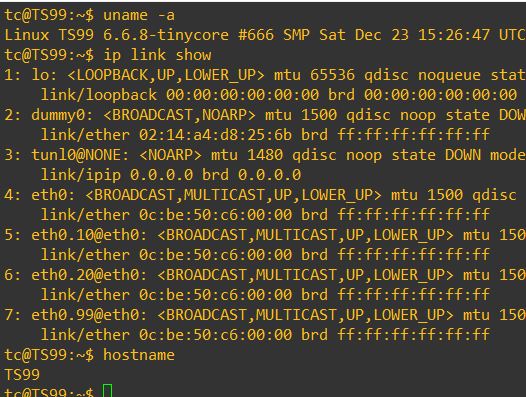 tc@TS99:~$ uname -a
Linux TS99 6.6.8-tinycore #666 SMP Sat Dec 23 15:26:47 UTC
tc@TS99:~$ ip link show
1: lo: <LOOPBACK,UP,LOWER_UP> mtu 65536 qdisc noqueue stat
link/loopback 00:00:00:00:00:00 brd 00:00:00:00:00:00
2: dummy0: <BROADCAST,NOARP> mtu 1500 qdisc noop state DOW
link/ether 02:14:a4:d8:25:6b brd ff:ff:ff:ff:ff:ff
3: tunl0@NONE: <NOARP> mtu 1480 qdisc noop state DOWN mode
link/ipip 0.0.0.0 brd 0.0.0.0
4: eth0: <BROADCAST,MULTICAST,UP,LOWER_UP> mtu 1500 qdisc
link/ether 0c:be:50:c6:00:00 brd ff:ff:ff:ff:ff:ff
5: eth0.10@eth0: <BROADCAST,MULTICAST,UP,LOWER_UP> mtu 150
link/ether 0c:be:50:c6:00:00 brd ff:ff:ff:ff:ff:ff
6: eth0.20@eth0: <BROADCAST,MULTICAST,UP,LOWER_UP> mtu 150
link/ether 0c:be:50:c6:00:00 brd ff:ff:ff:ff:ff:ff
7: eth0.99@eth0: <BROADCAST,MULTICAST,UP,LOWER_UP> mtu 150
link/ether 0c:be:50:c6:00:00 brd ff:ff:ff:ff:ff:ff
tc@TS99:~$ hostname
TS99
tc@TS99:~$